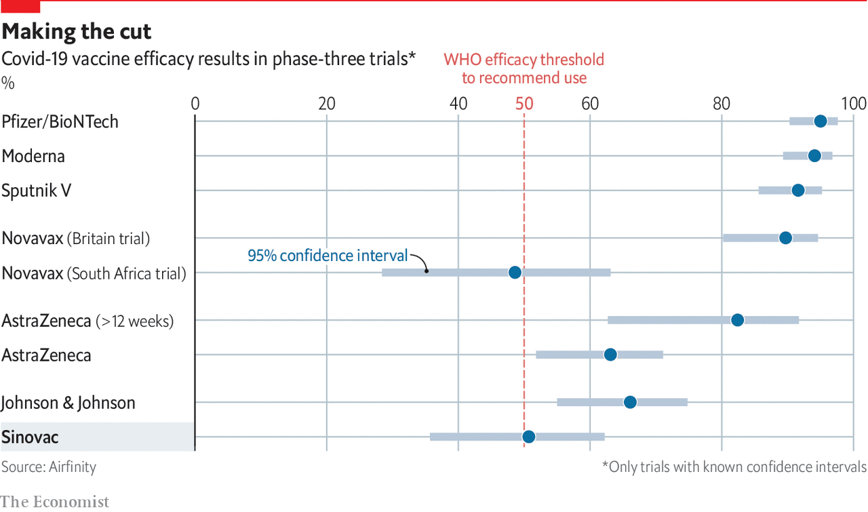 Making the cut
Covid-19 vaccine efficacy results in phase-three trials*
%
WHO efficacy threshold
to recommend use
0 20 40 50 60 80 100
Pfizer/BioNTech
Moderna
Sputnik V
Novavax (Britain trial)
95% confidence interval
Novavax (South Africa trial)
AstraZeneca (>12 weeks)
AstraZeneca
Johnson & Johnson
Sinovac
Source: Airfinity
*Only trials with known confidence intervals
The Economist